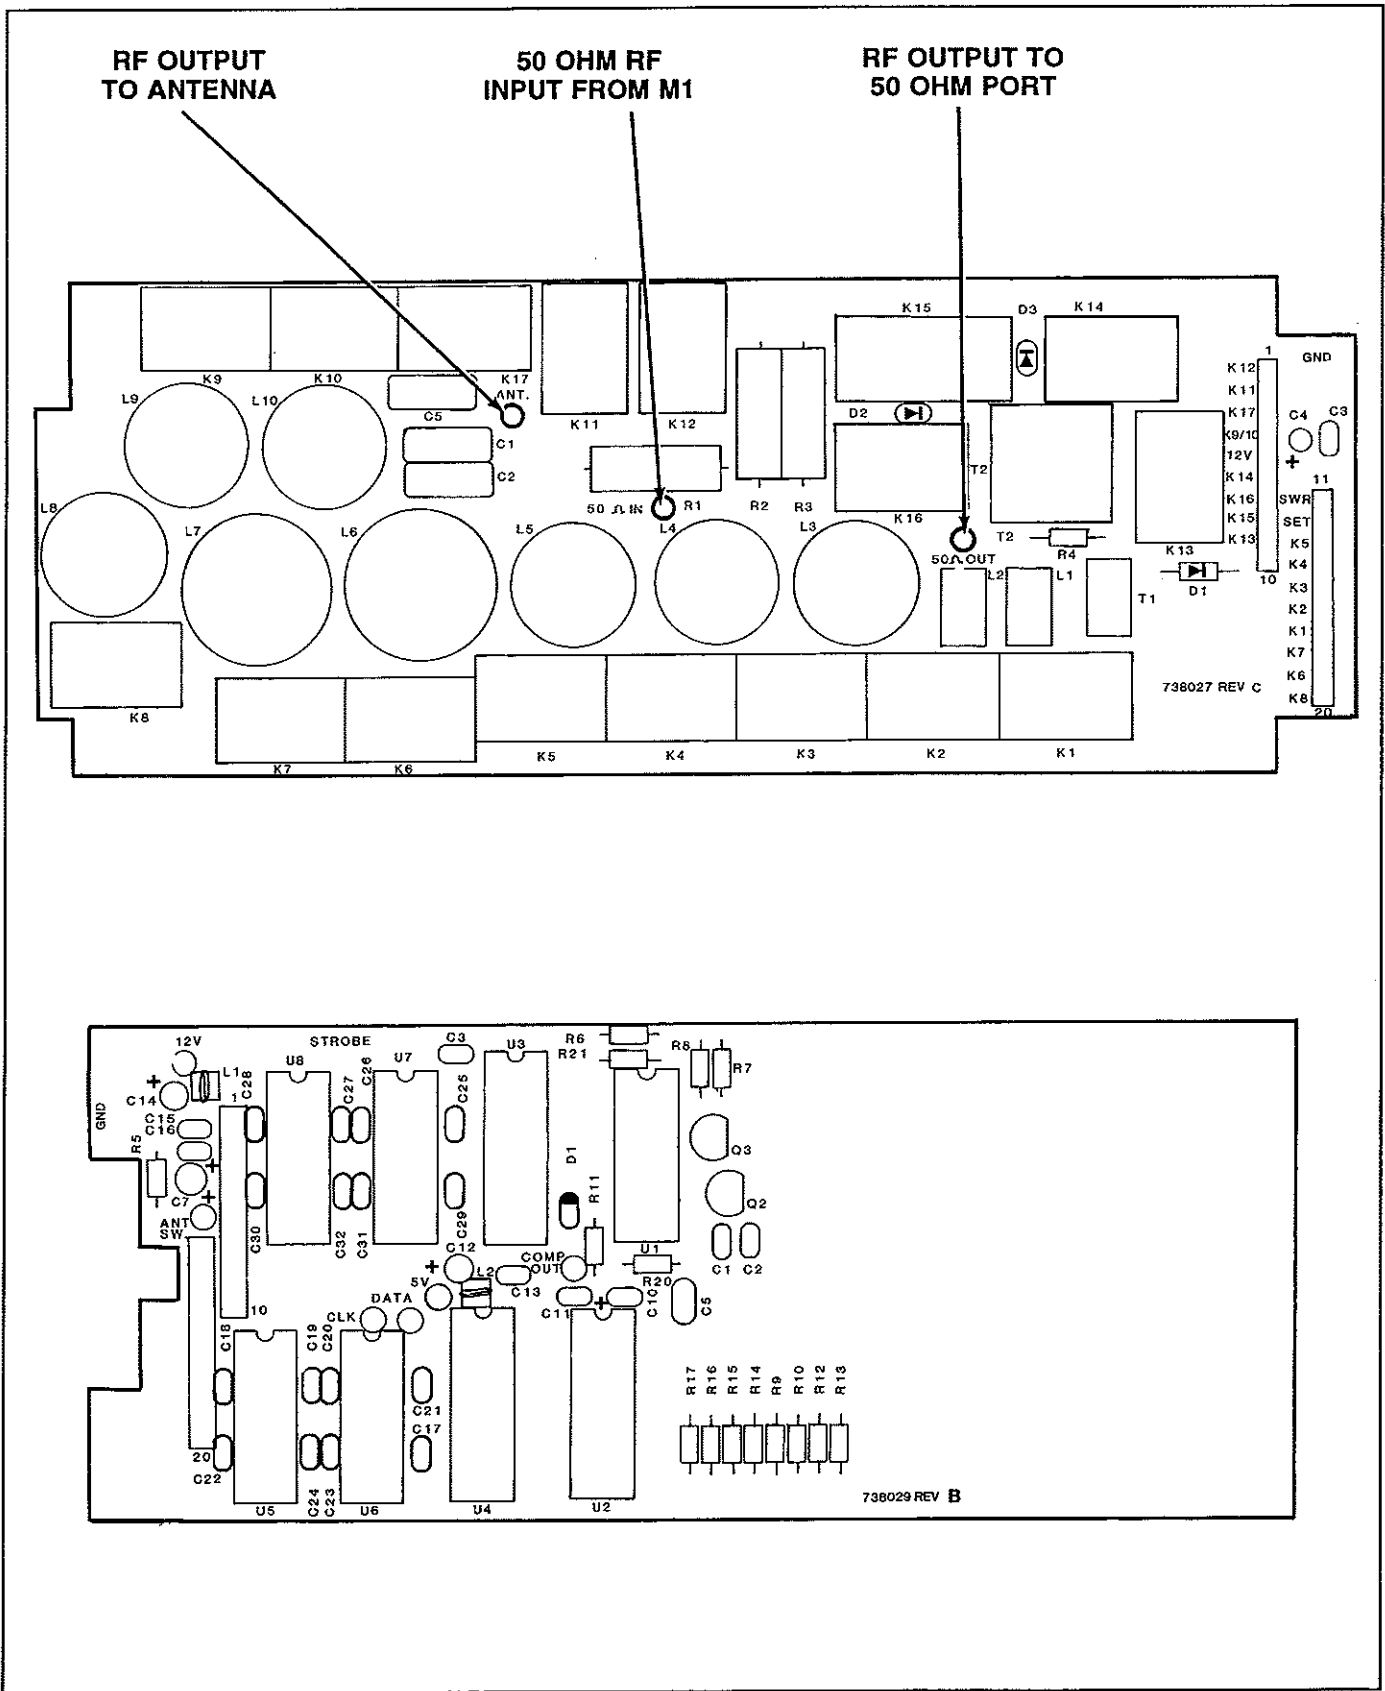 RF OUTPUT
TO ANTENNA
50 OHM RF
INPUT FROM M1
RF OUTPUT TO
50 OHM PORT
K15
D3
K14
1
GND
K9
K10
K17
ANT.
K12
K11
L9
L10
C5
K11
K12
D2
K17
C4
C3
C1
K9/10
12V
C2
T2
K14
11
L8
L7
L6
L5
50 Ω IN
R1
L4
R2
R3
L3
K16
K16
SWR
K15
SET
T2
R4
K13
K13
K5
50Ω OUT
L2
L1
T1
D1
10
K4
K3
K2
K1
K7
K6
K8
20
738027 REV C
K8
K7
K6
K5
K4
K3
K2
K1
12V
STROBE
C3
U3
R6
R21
R8
R7
U8
U7
L1
C28
C27
C26
C25
1
C14
GND
C15
C16
R5
C7
ANT
SW
D1
R11
Q3
Q2
C30
C32
C31
C29
C12
COMP
OUT
U1
C1
C2
5V
L2
C13
R20
C11
C10
C5
DATA
CLK
10
C18
C19
C20
C21
C17
R17
R16
R15
R14
R9
R10
R12
R13
20
C22
C24
C23
U5
U6
U4
U2
738029 REV B